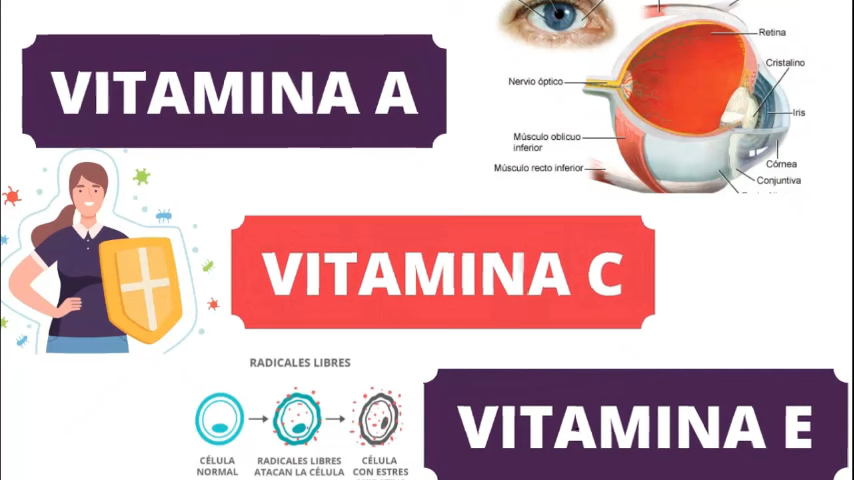 VITAMINA A
Retina
Cristalino
Nervio óptico
Iris
Músculo oblicuo
inferior
Músculo recto inferior
Córnea
Conjuntiva
VITAMINA C
RADICALES LIBRES
CÉLULA
NORMAL
RADICALES LIBRES
ATACAN LA CÉLULA
CÉLULA
CON ESTRES
VITAMINA E